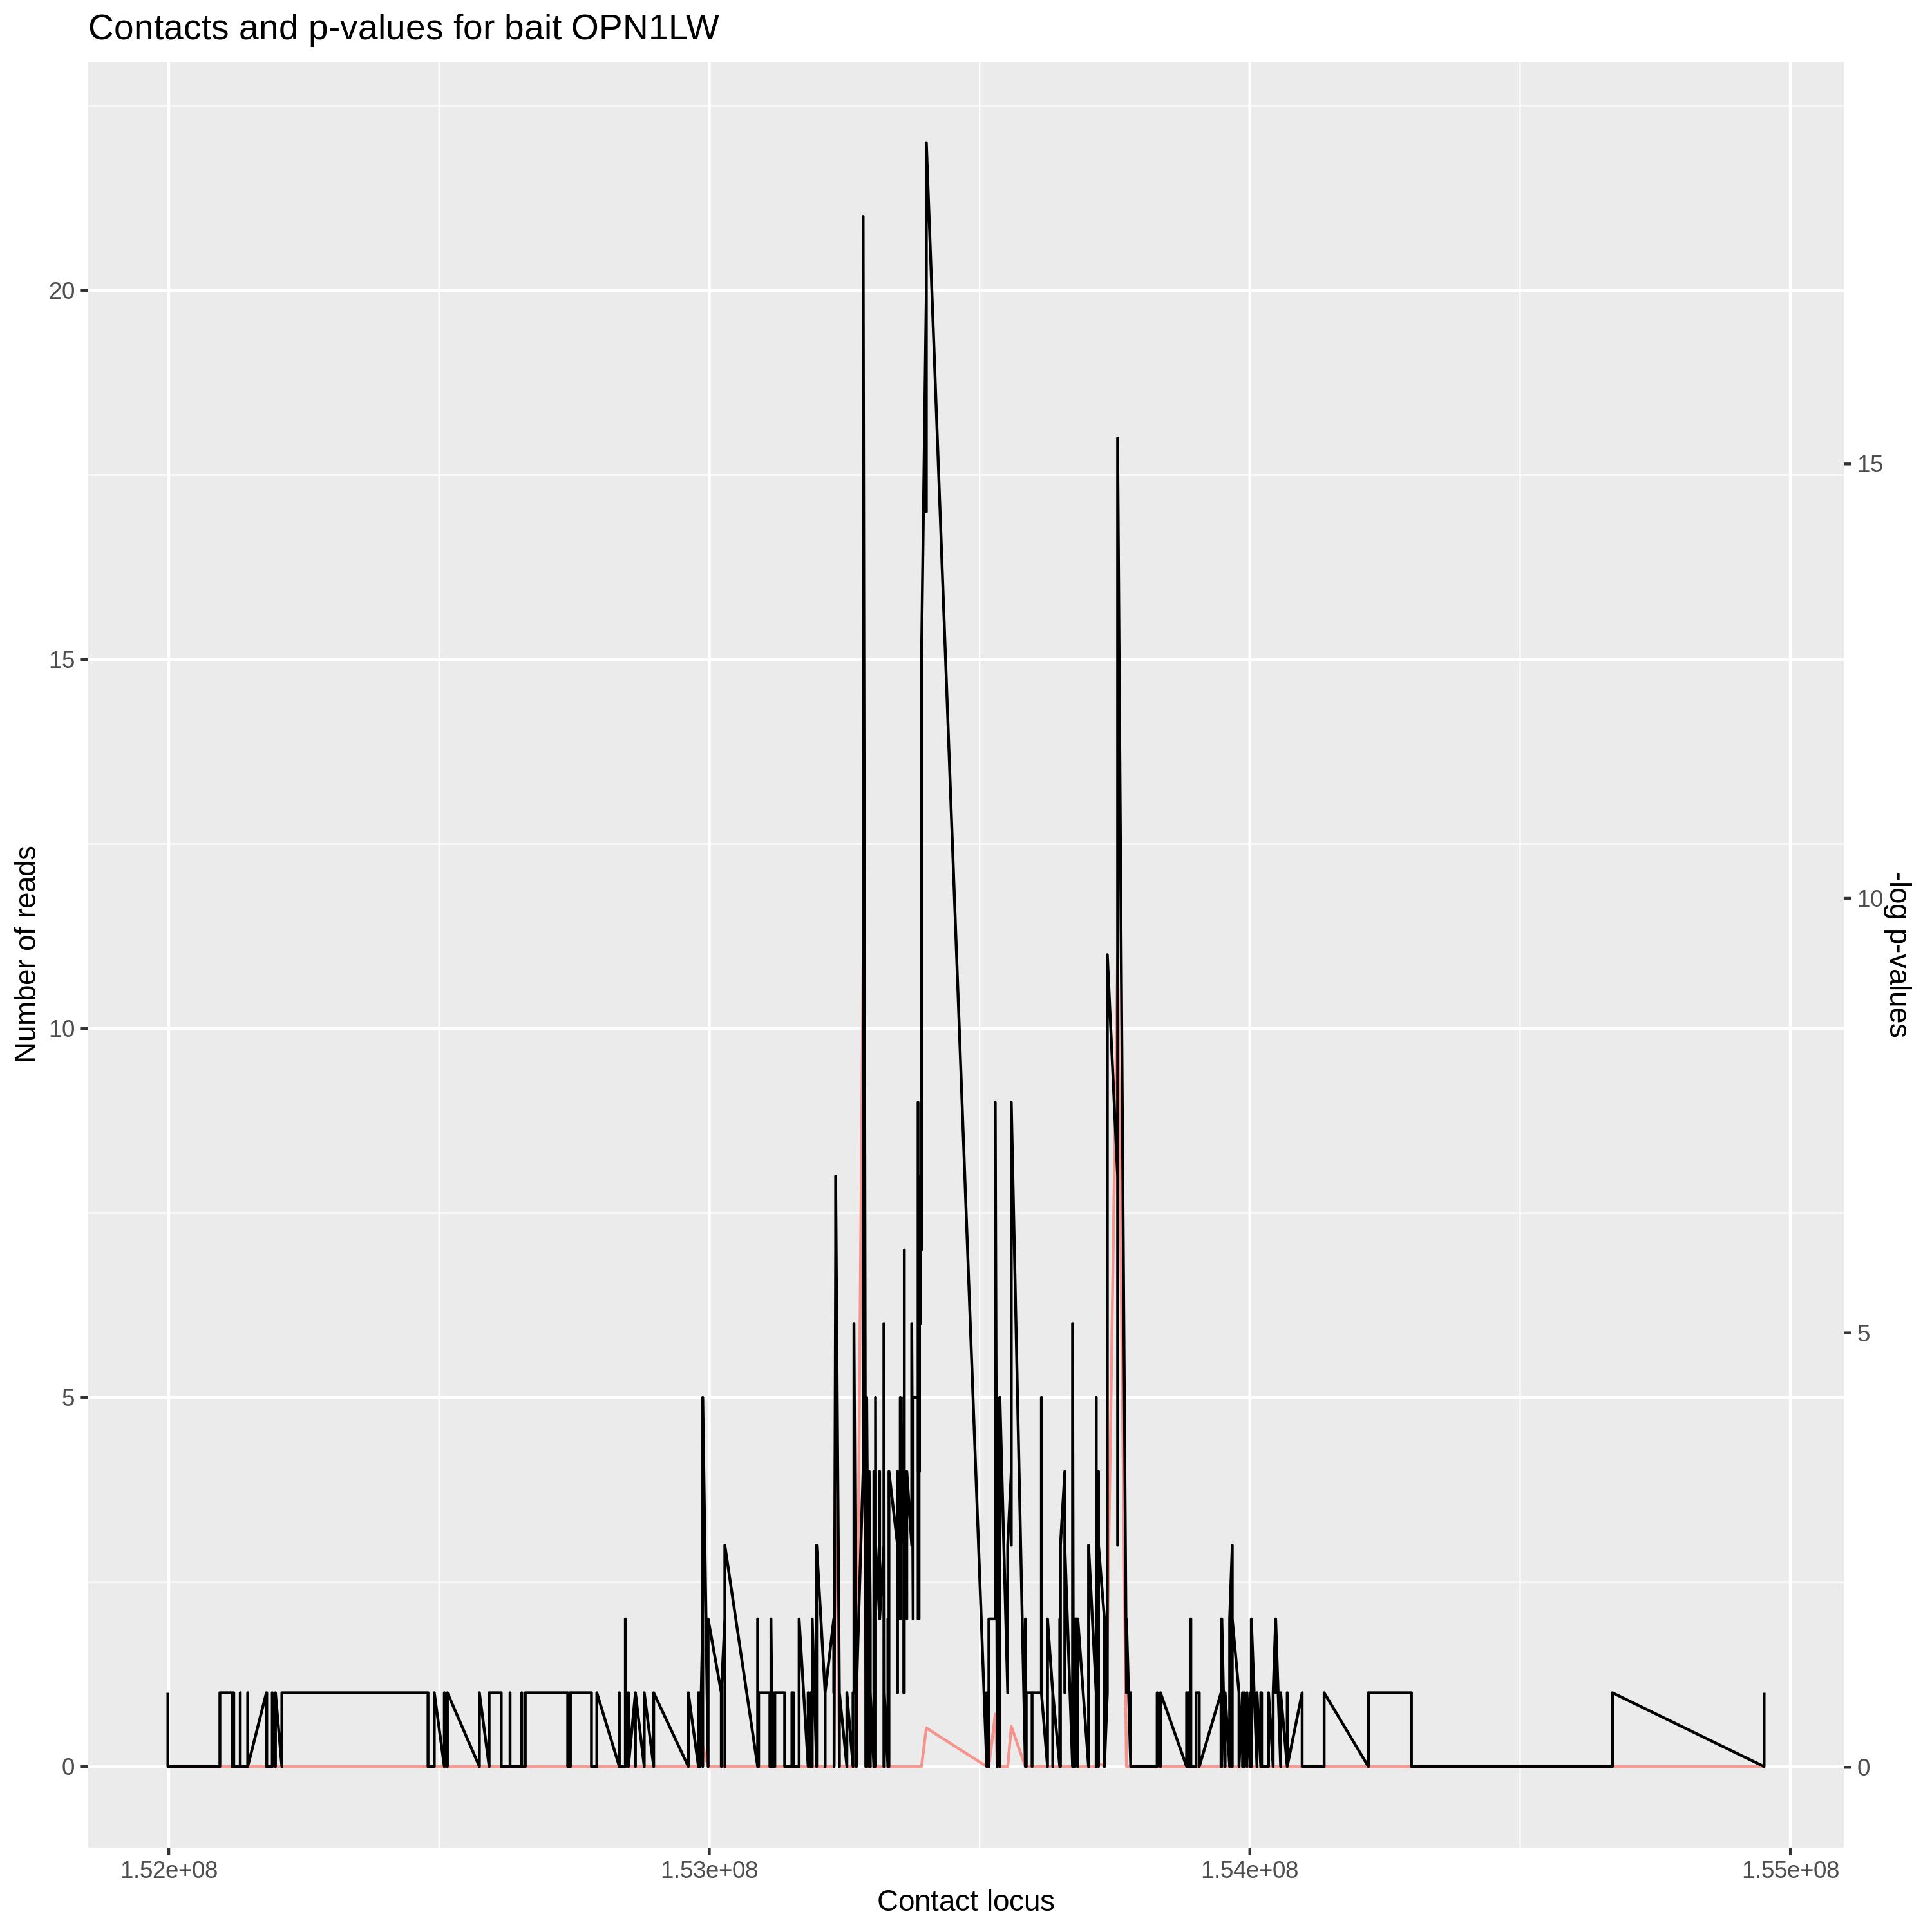 Contacts and p-values for bait OPN1LW
20
15
10
5
0
Number of reads
15
10
5
0
-log p-values
1.52e+08
1.53e+08
1.54e+08
1.55e+08
Contact locus